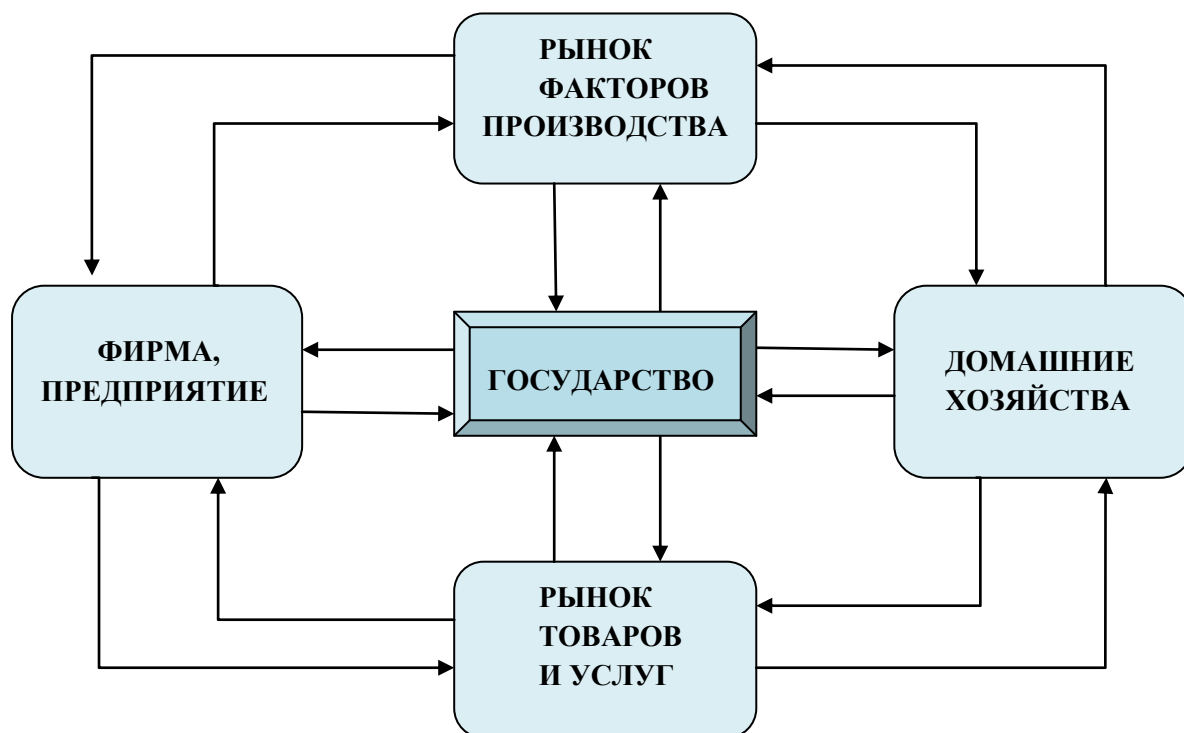 РЫНОК
ФАКТОРОВ
ПРОИЗВОДСТВА
ФИРМА,
ПРЕДПРИЯТИЕ
ГОСУДАРСТВО
ДОМАШНИЕ
ХОЗЯЙСТВА
РЫНОК
ТОВАРОВ
И УСЛУГ